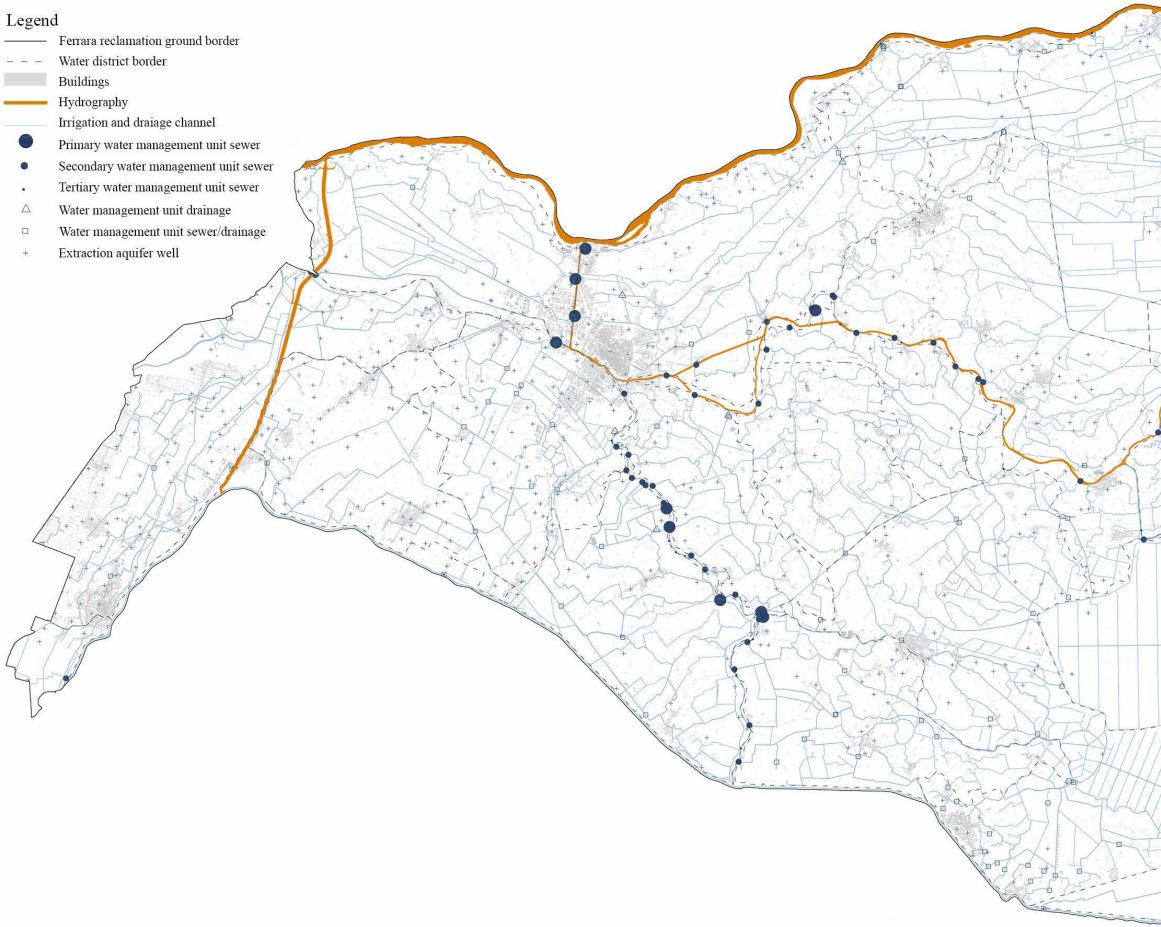 Legend
Ferrara reclamation ground border
Water district border
Buildings
Hydrography
Irrigation and draiage channel
Primary water management unit sewer
Secondary water management unit sewer
Tertiary water management unit sewer
Water management unit drainage
Water management unit sewer/drainage
Extraction aquifer well